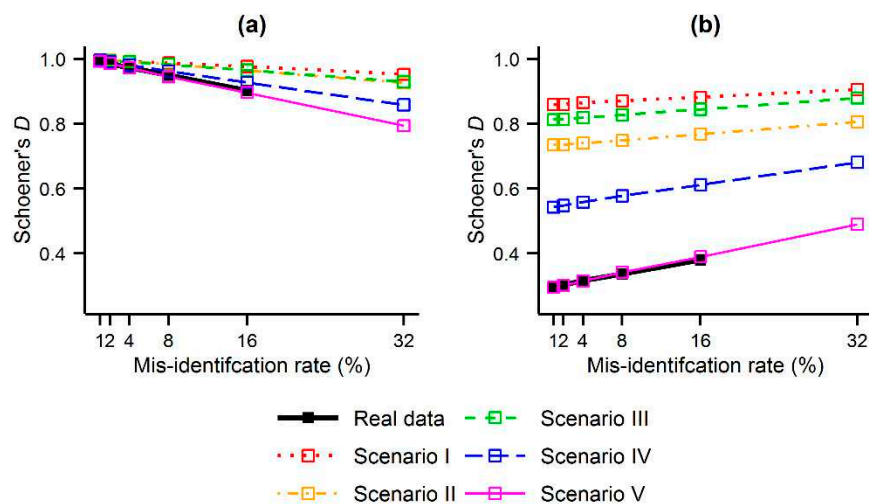 (a)
(b)
Schoener's D
1.0
0.8
0.6
0.4
12 4 8 16 32
Mis-identifcation rate (%)
Schoener's D
1.0
0.8
0.6
0.4
12 4 8 16 32
Mis-identifcation rate (%)
Real data
Scenario I
Scenario II
Scenario III
Scenario IV
Scenario V